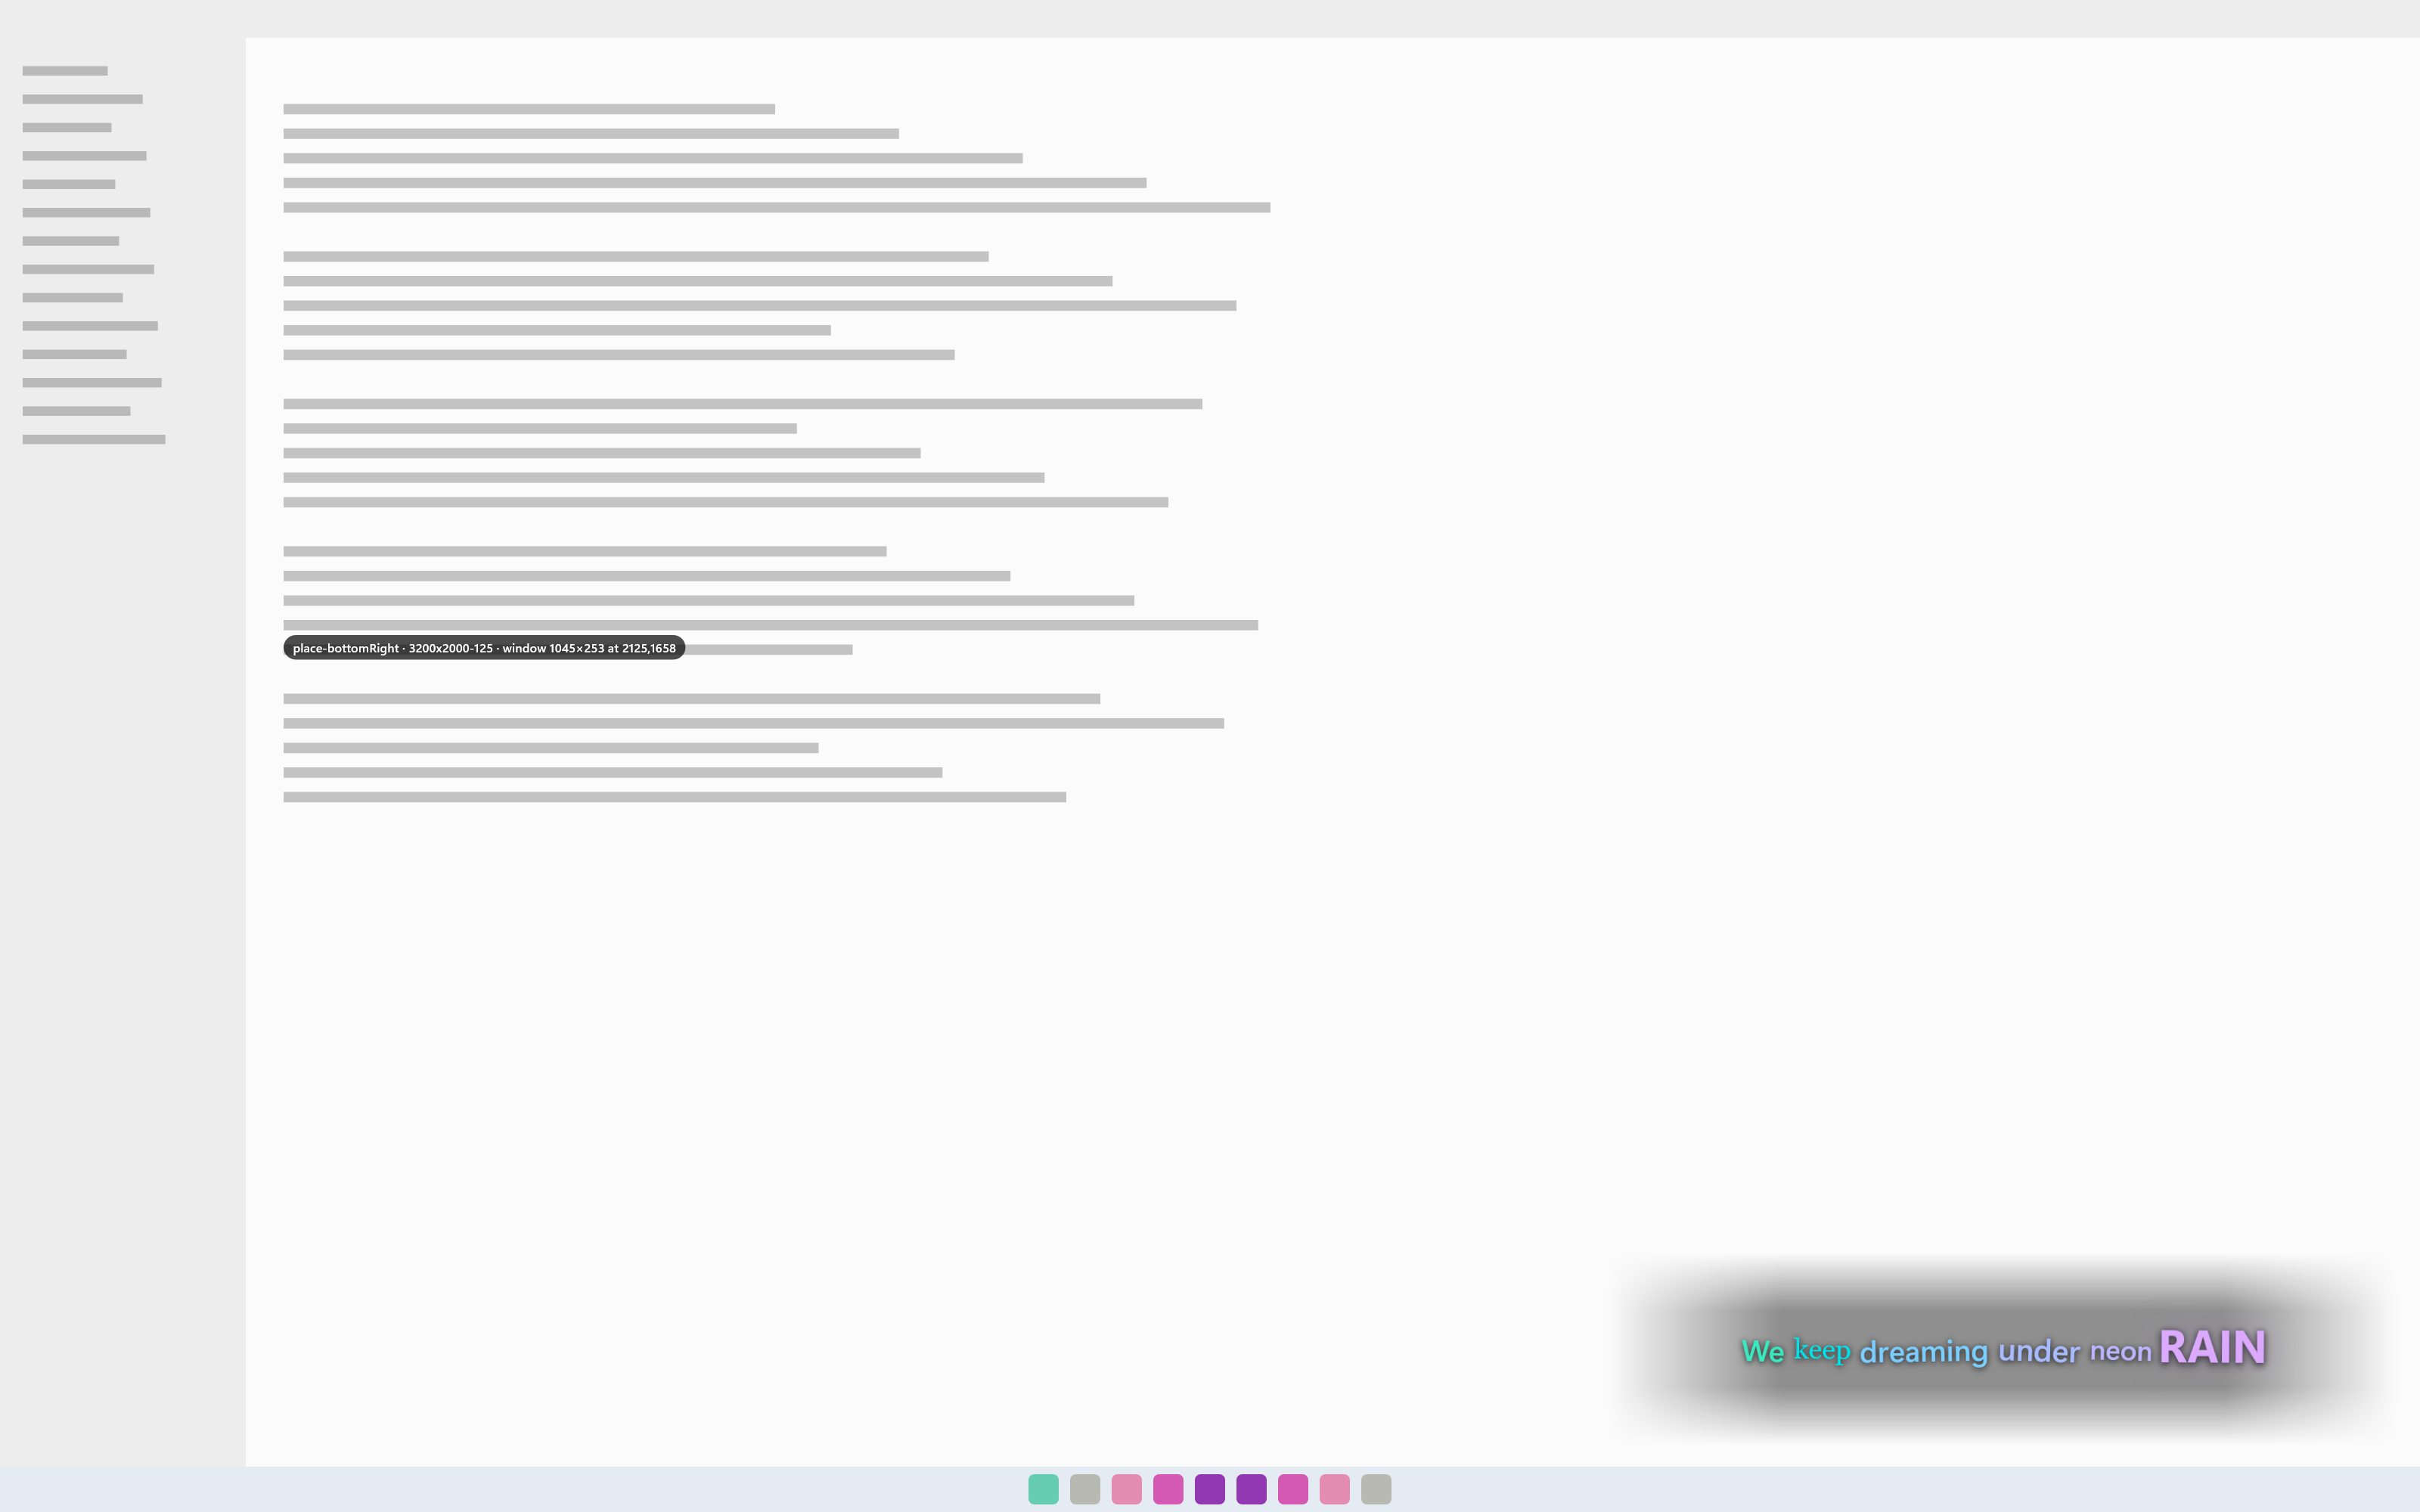 place-bottomRight · 3200x2000-125 · window 1045×253 at 2125,1658
We keep dreaming under neon RAIN